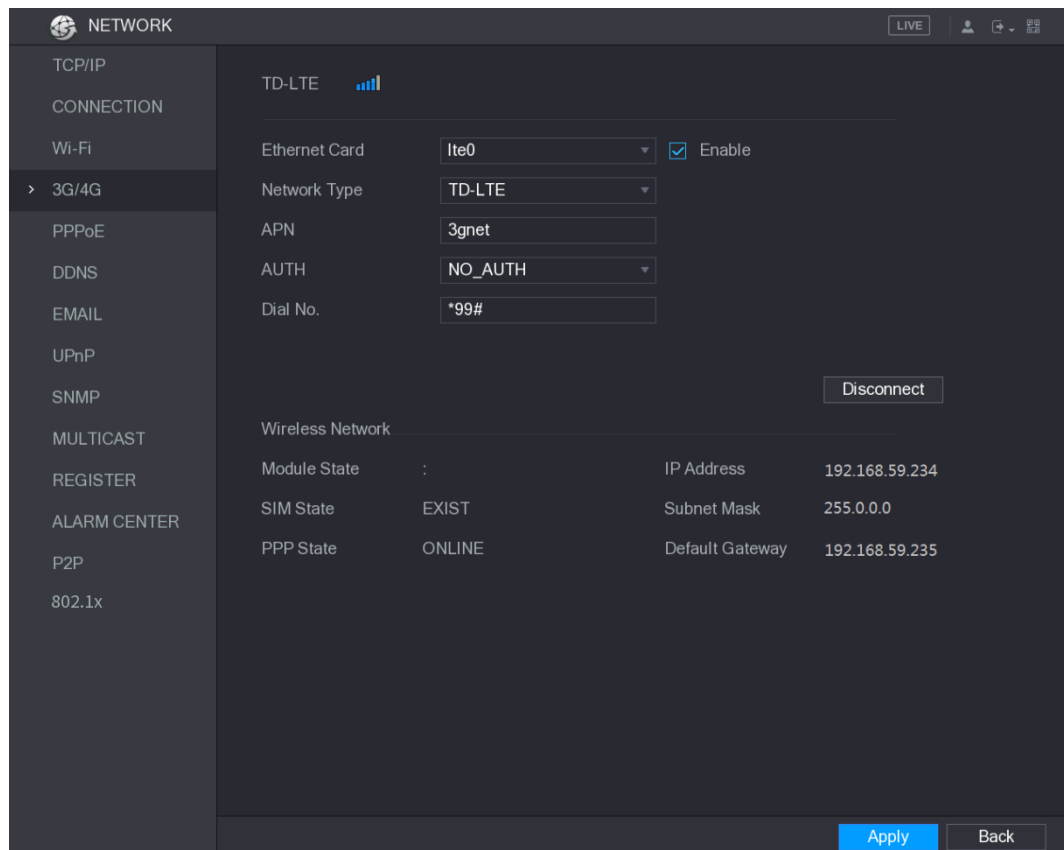 NETWORK LIVE
TCP/IP
CONNECTION
Wi-Fi
3G/4G
PPPoE
DDNS
EMAIL
UPnP
SNMP
MULTICAST
REGISTER
ALARM CENTER
P2P
802.1x
TD-LTE
Ethernet Card lte0 Enable
Network Type TD-LTE
APN 3gnet
AUTH NO_AUTH
Dial No. *99#
Disconnect
Wireless Network
Module State : IP Address 192.168.59.234
SIM State EXIST Subnet Mask 255.0.0.0
PPP State ONLINE Default Gateway 192.168.59.235
Apply Back